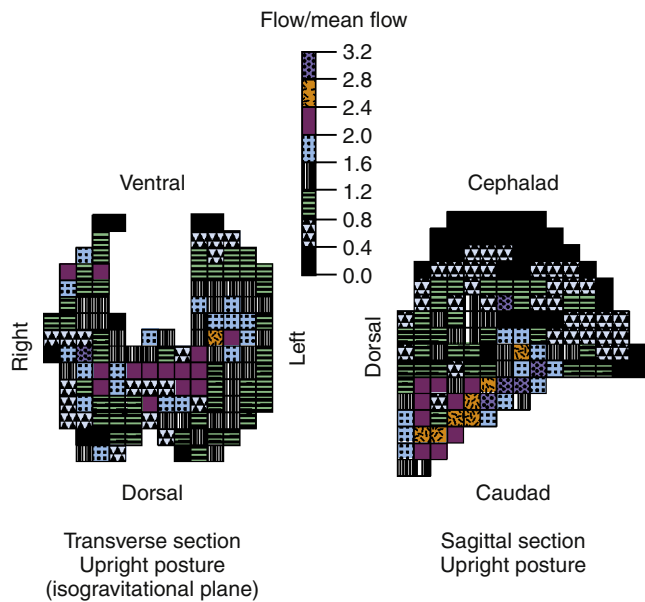 Flow/mean flow
3.2
2.8
2.4
2.0
1.6
1.2
0.8
0.4
0.0
Ventral
Cephalad
Right
Left
Dorsal
Dorsal
Caudad
Transverse section
Upright posture
(isogravitational plane)
Sagittal section
Upright posture